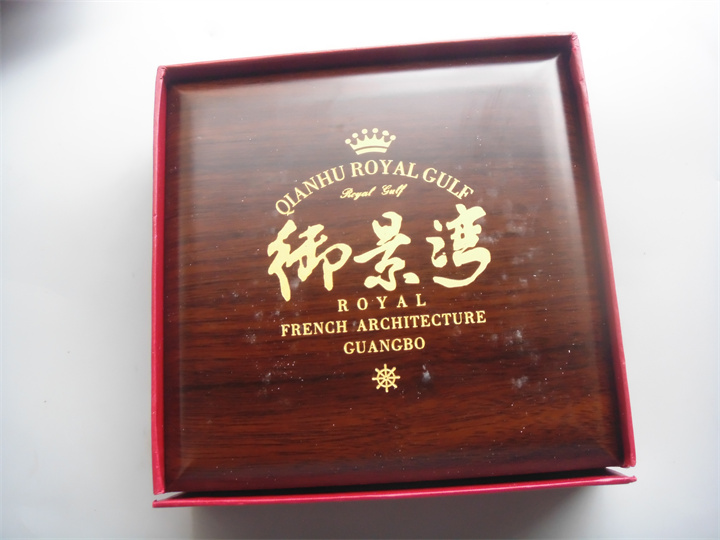 QIANHU ROYAL GULF
Royal Gulf
御景湾
ROYAL
FRENCH ARCHITECTURE
GUANGBO